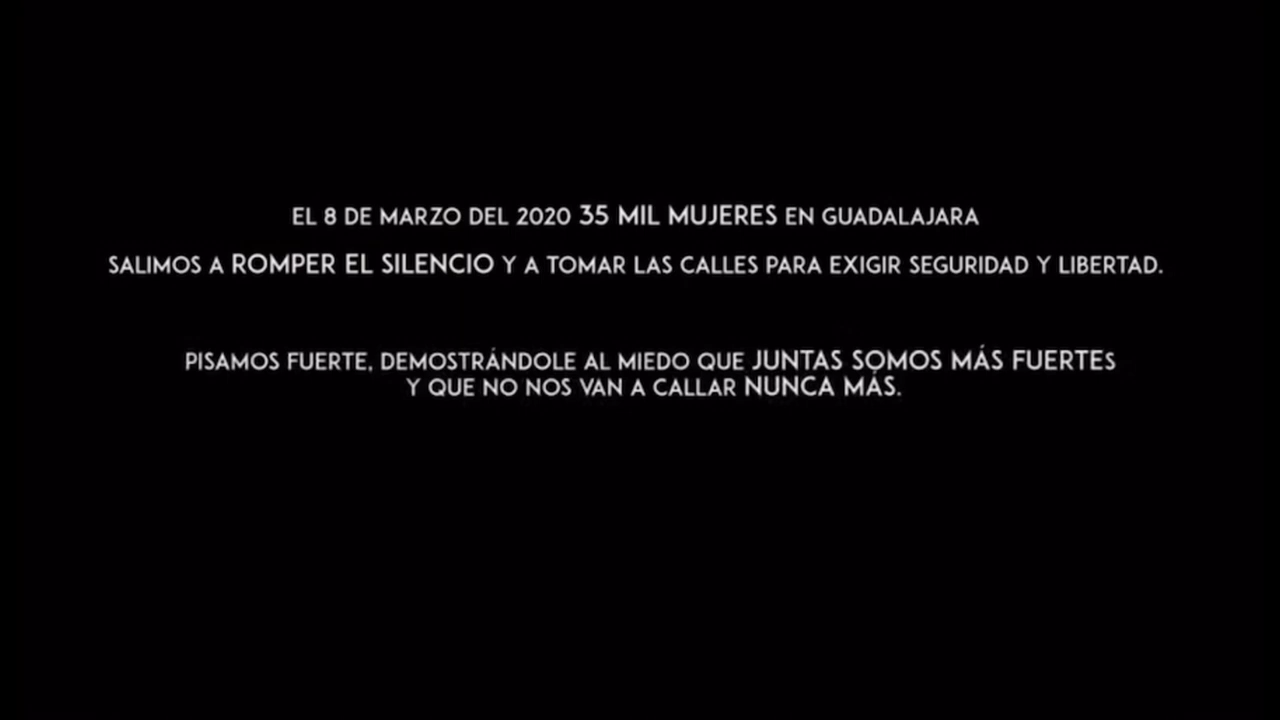 EL 8 DE MARZO DEL 2020 35 MIL MUJERES EN GUADALAJARA
SALIMOS A ROMPER EL SILENCIO Y A TOMAR LAS CALLES PARA EXIGIR SEGURIDAD Y LIBERTAD.
PISAMOS FUERTE, DEMOSTRÁNDOLE AL MIEDO QUE JUNTAS SOMOS MÁS FUERTES
Y QUE NO NOS VAN A CALLAR NUNCA MÁS.